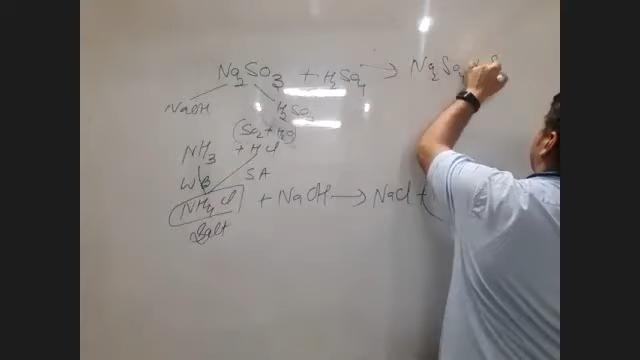 Na2SO3 + H2SO4 → Na2SO4 + S
NaOH H2SO3
(SO2 + H2O)
NH3 + HCl
WB SA
NH4Cl + NaOH → NaCl + (
Salt